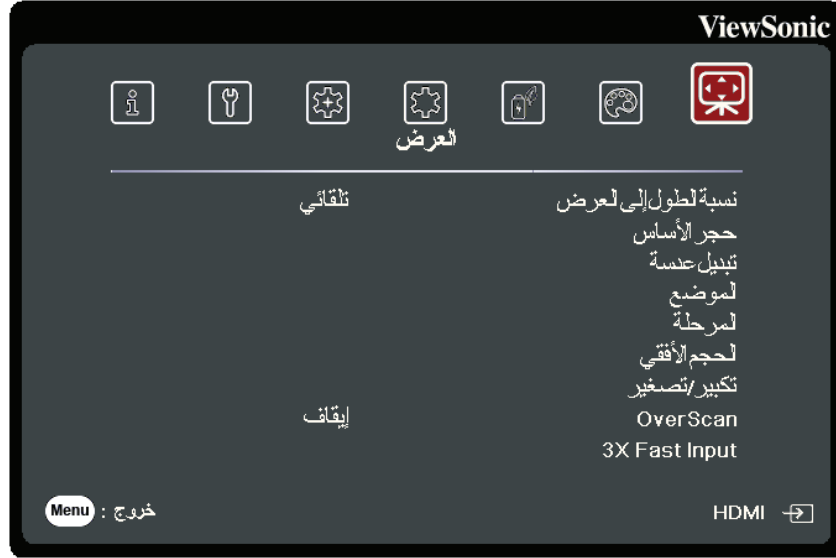 ViewSonic
العرض
نسبة الطول إلى العرض تلقائي
حجر الأساس
تبديل عدسة
الموضع
المرحلة
الحجم الأفقي
تكبير/تصغير
OverScan إيقاف
3X Fast Input
HDMI
خروج : Menu